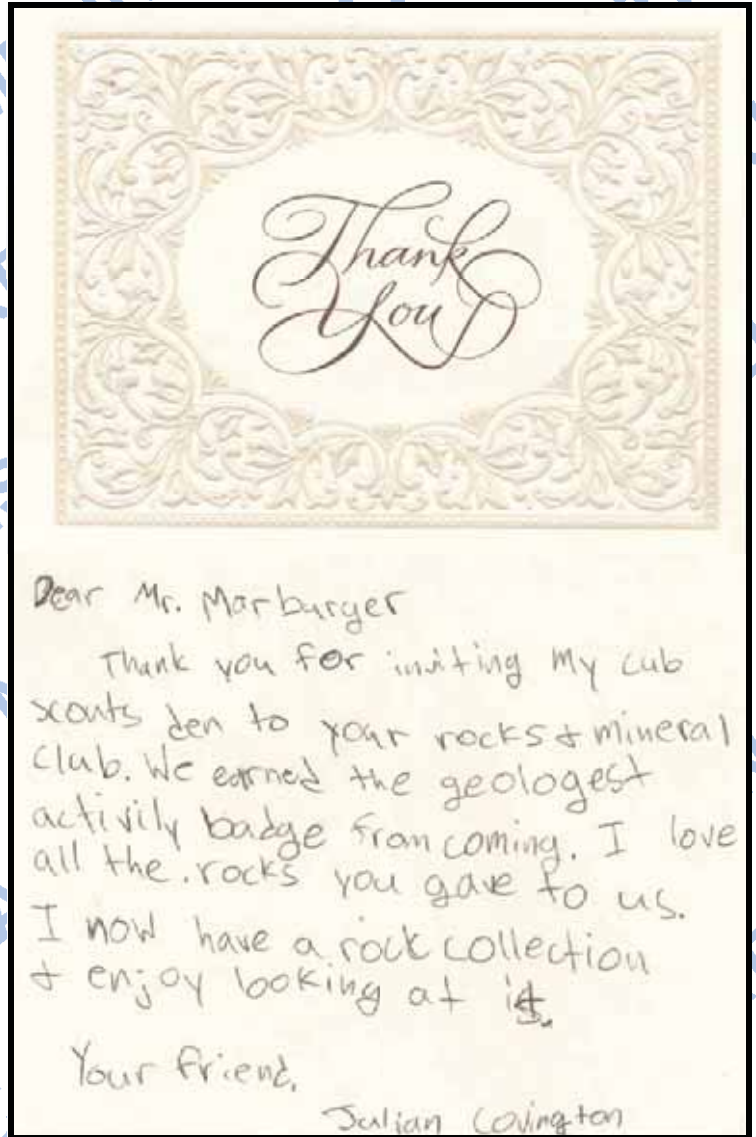 Thank
You
Dear Mr. Marburger
Thank you for inviting my cub
scouts den to your rocks & mineral
club. We earned the geologest
activily badge from coming. I love
all the rocks you gave to us.
I now have a rock collection
& enjoy looking at it.
Your friend,
Julian Covington